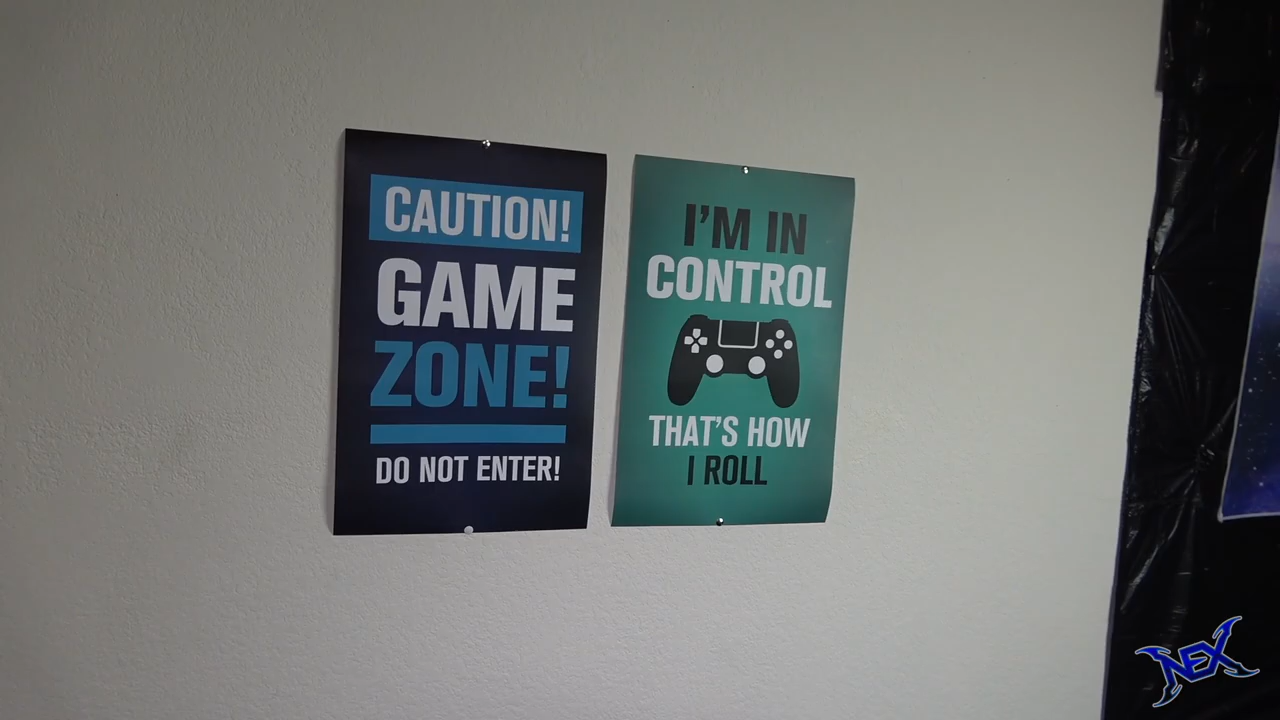 CAUTION!
GAME
ZONE!
DO NOT ENTER!
I'M IN
CONTROL
THAT'S HOW
I ROLL
NEX